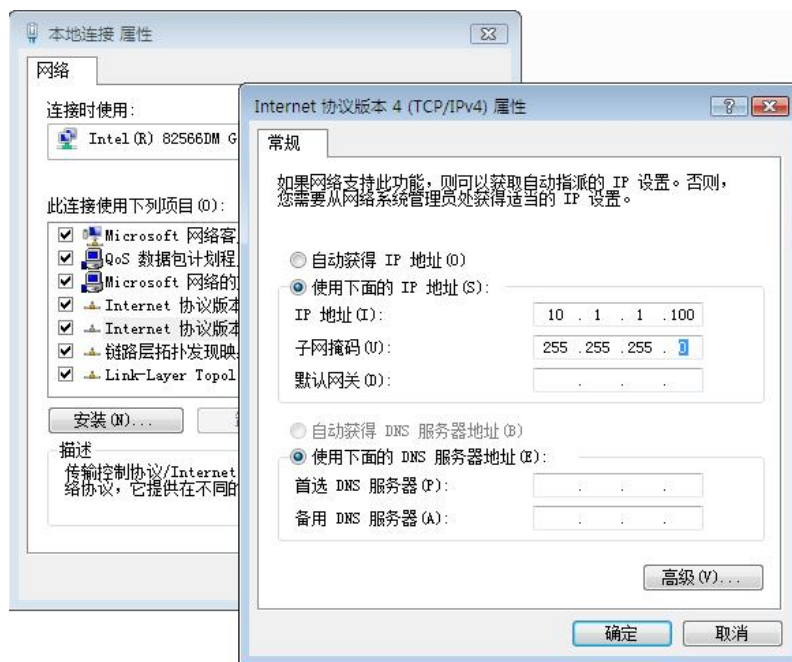 本地连接 属性
网络
连接时使用:
Intel(R) 82566DM G
此连接使用下列项目(O):
Microsoft 网络客
QoS 数据包计划程
Microsoft 网络的
Internet 协议版本
Internet 协议版本
链路层拓扑发现映
Link-Layer Topol
安装(N)...
描述
传输控制协议/Internet
络协议，它提供在不同的
Internet 协议版本 4 (TCP/IPv4) 属性
常规
如果网络支持此功能，则可以获取自动指派的 IP 设置。否则，
您需要从网络系统管理员处获得适当的 IP 设置。
自动获得 IP 地址(O)
使用下面的 IP 地址(S):
IP 地址(I): 10 . 1 . 1 .100
子网掩码(U): 255 .255 .255 . 0
默认网关(D): . . .
自动获得 DNS 服务器地址(B)
使用下面的 DNS 服务器地址(E):
首选 DNS 服务器(P): . . .
备用 DNS 服务器(A): . . .
高级(V)...
确定 取消